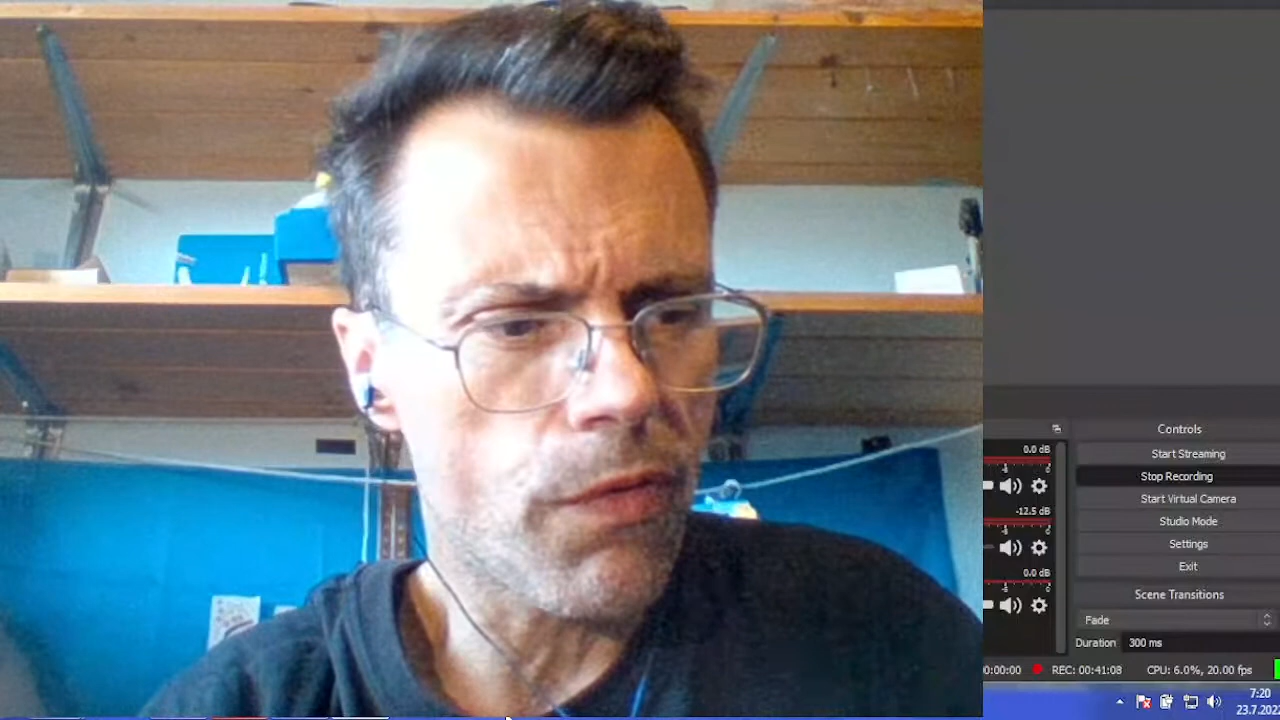 0.0 dB
Controls
Start Streaming
Stop Recording
-12.5 dB
Start Virtual Camera
Studio Mode
Settings
0.0 dB
Exit
Scene Transitions
Fade
Duration 300 ms
0:00:00 REC: 00:41:08 CPU: 6.0%, 20.00 fps
7:20
23.7.202